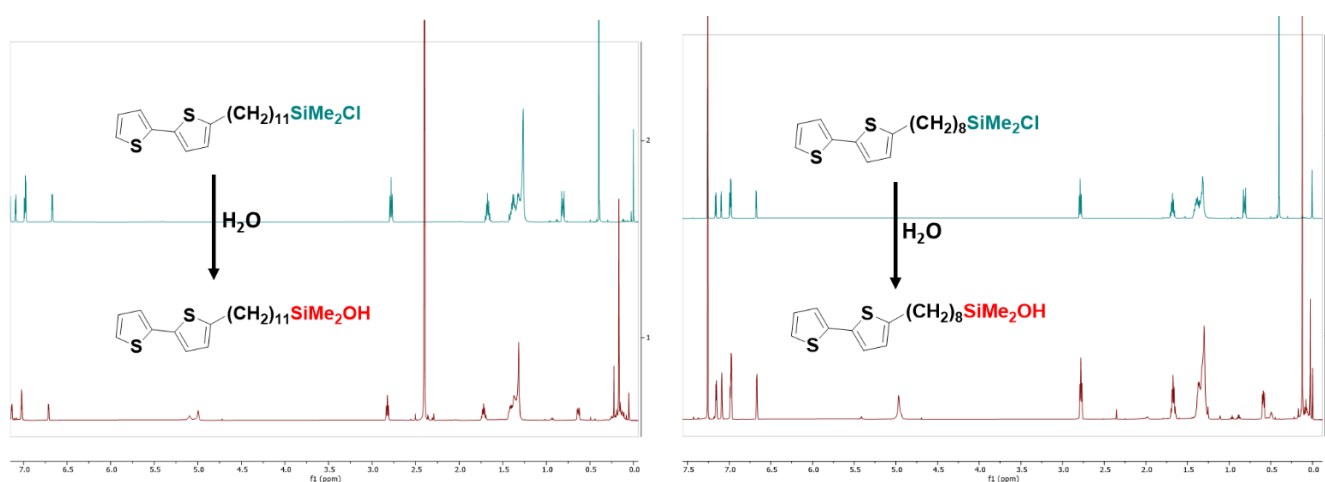 S
S
(CH₂)₁₁SiMe₂Cl
H₂O
S
S
(CH₂)₁₁SiMe₂OH
2
1
7.0 6.5 6.0 5.5 5.0 4.5 4.0 3.5 3.0 2.5 2.0 1.5 1.0 0.5 0.0
f1 (ppm)
S
S
(CH₂)₈SiMe₂Cl
H₂O
S
S
(CH₂)₈SiMe₂OH
7.5 7.0 6.5 6.0 5.5 5.0 4.5 4.0 3.5 3.0 2.5 2.0 1.5 1.0 0.5 0.0
f1 (ppm)